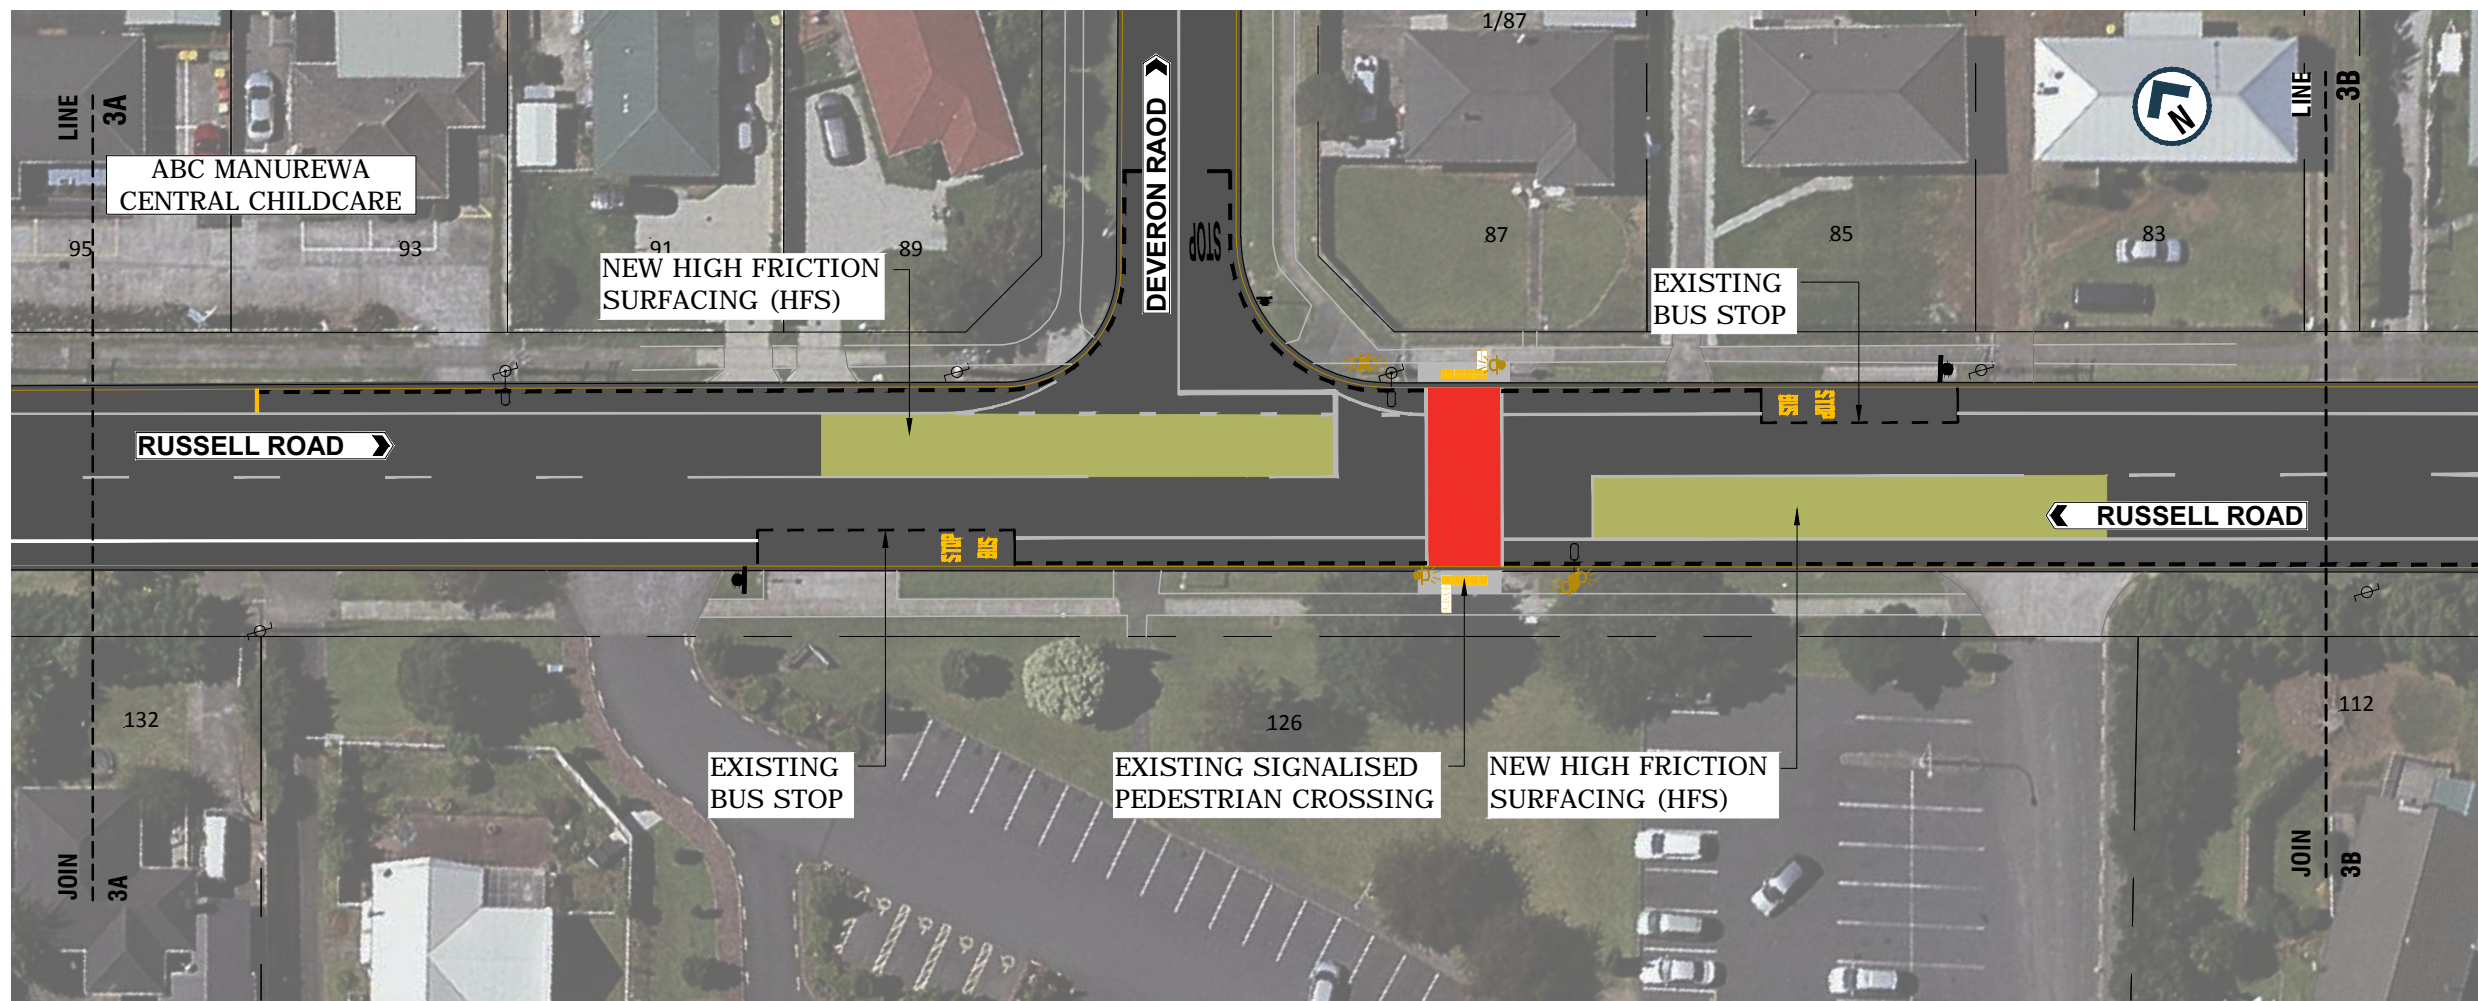 1/87
LINE
3A
LINE
3B
N
ABC MANUREWA
CENTRAL CHILDCARE
DEVERON RAOD
STOP
95
93
91
89
87
85
83
NEW HIGH FRICTION
SURFACING (HFS)
EXISTING
BUS STOP
RUSSELL ROAD
BUS
STOP
RUSSELL ROAD
STOP
BUS
132
126
112
EXISTING
BUS STOP
EXISTING SIGNALISED
PEDESTRIAN CROSSING
NEW HIGH FRICTION
SURFACING (HFS)
JOIN
3A
JOIN
3B